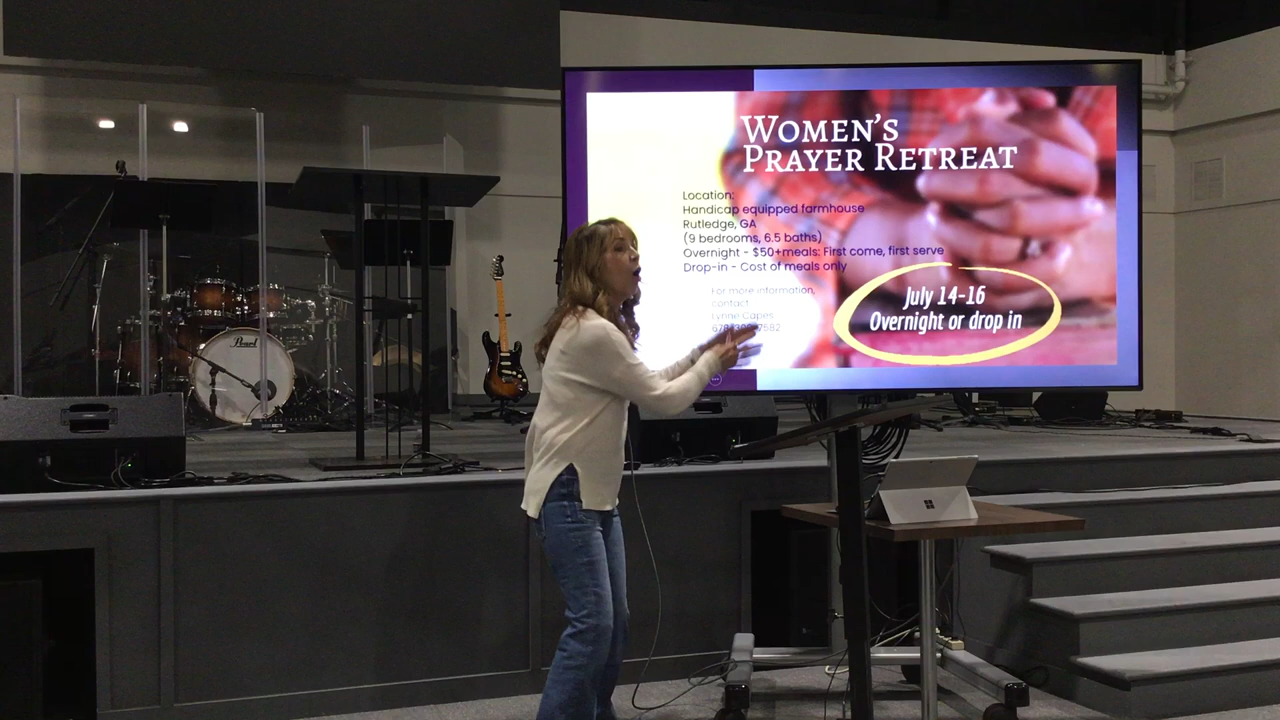 WOMEN'S
PRAYER RETREAT
Location:
Handicap equipped farmhouse
Rutledge, GA
(9 bedrooms, 6.5 baths)
Overnight - $50+meals: First come, first serve
Drop-in - Cost of meals only
For more information,
contact
Lynne Capes
July 14-16
Overnight or drop in
Pearl